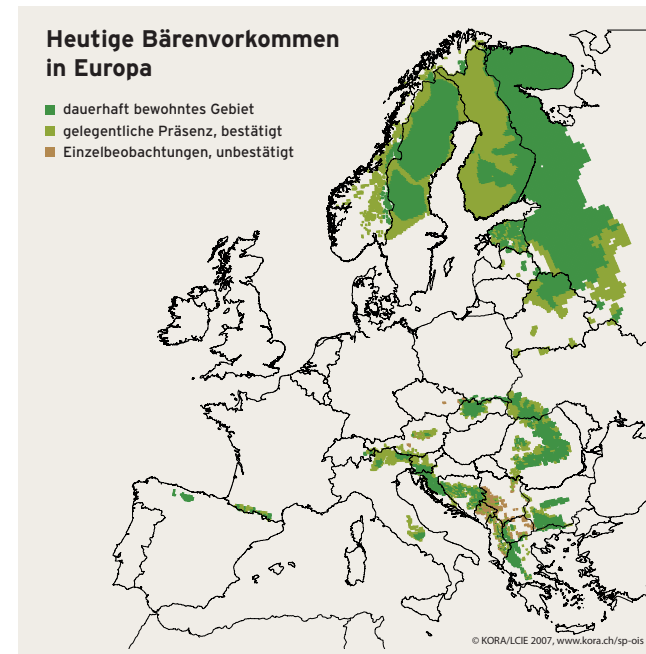 Heutige Bärenvorkommen
in Europa
dauerhaft bewohntes Gebiet
gelegentliche Präsenz, bestätigt
Einzelbeobachtungen, unbestätigt
© KORA/LCIE 2007, www.kora.ch/sp-ois